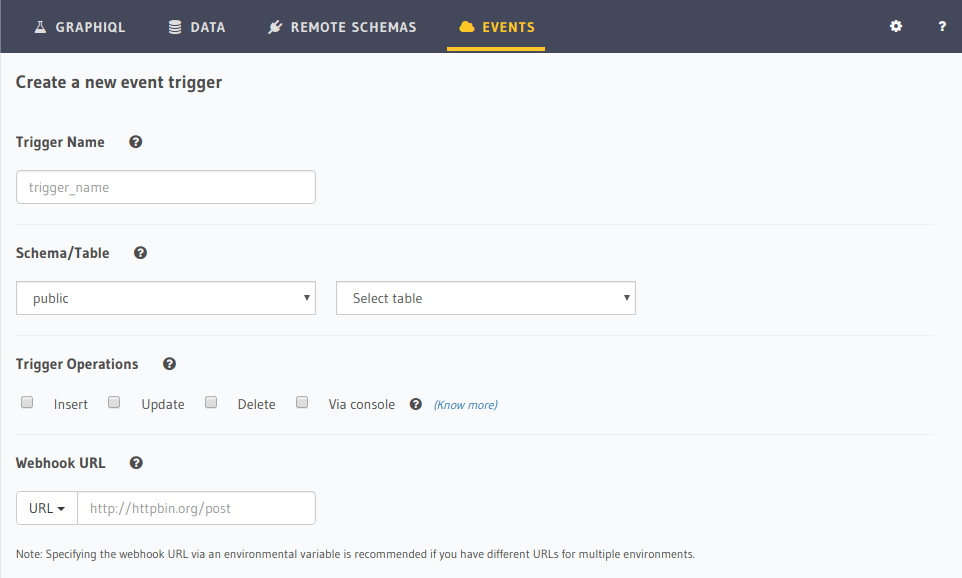 GRAPHIQL DATA REMOTE SCHEMAS EVENTS ?
Create a new event trigger
Trigger Name ?
trigger_name
Schema/Table ?
public Select table
Trigger Operations ?
Insert Update Delete Via console ? (Know more)
Webhook URL ?
URL http://httpbin.org/post
Note: Specifying the webhook URL via an environmental variable is recommended if you have different URLs for multiple environments.